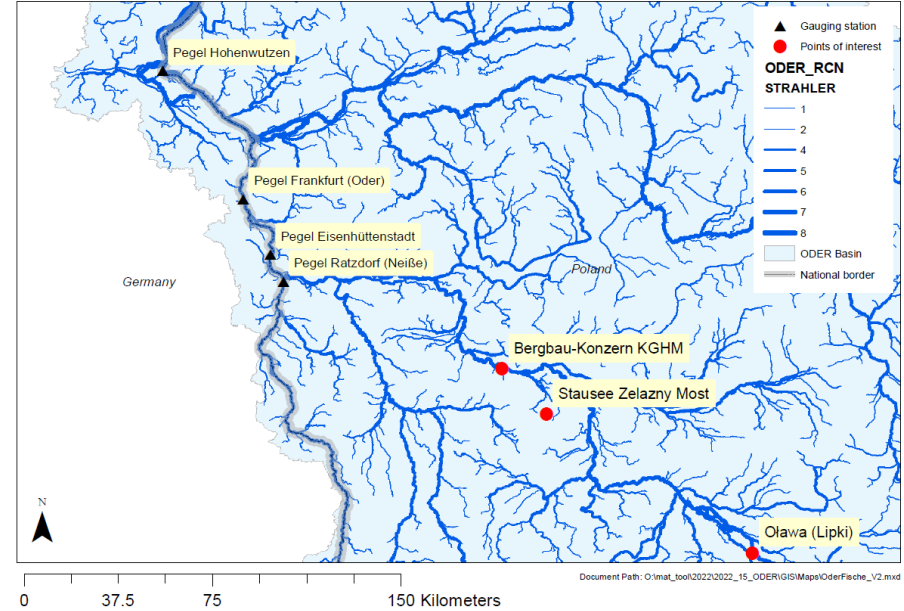 Pegel Hohenwutzen
Pegel Frankfurt (Oder)
Pegel Eisenhüttenstadt
Pegel Ratzdorf (Neiße)
Germany
Poland
Bergbau-Konzern KGHM
Stausee Zelazny Most
Oława (Lipki)
Gauging station
Points of interest
ODER_RCN
STRAHLER
1
2
4
5
6
7
8
ODER Basin
National border
N
0 37.5 75 150 Kilometers
Document Path: O:\mat_tool\2022\2022_15_ODER\GIS\Maps\OderFische_V2.mxd